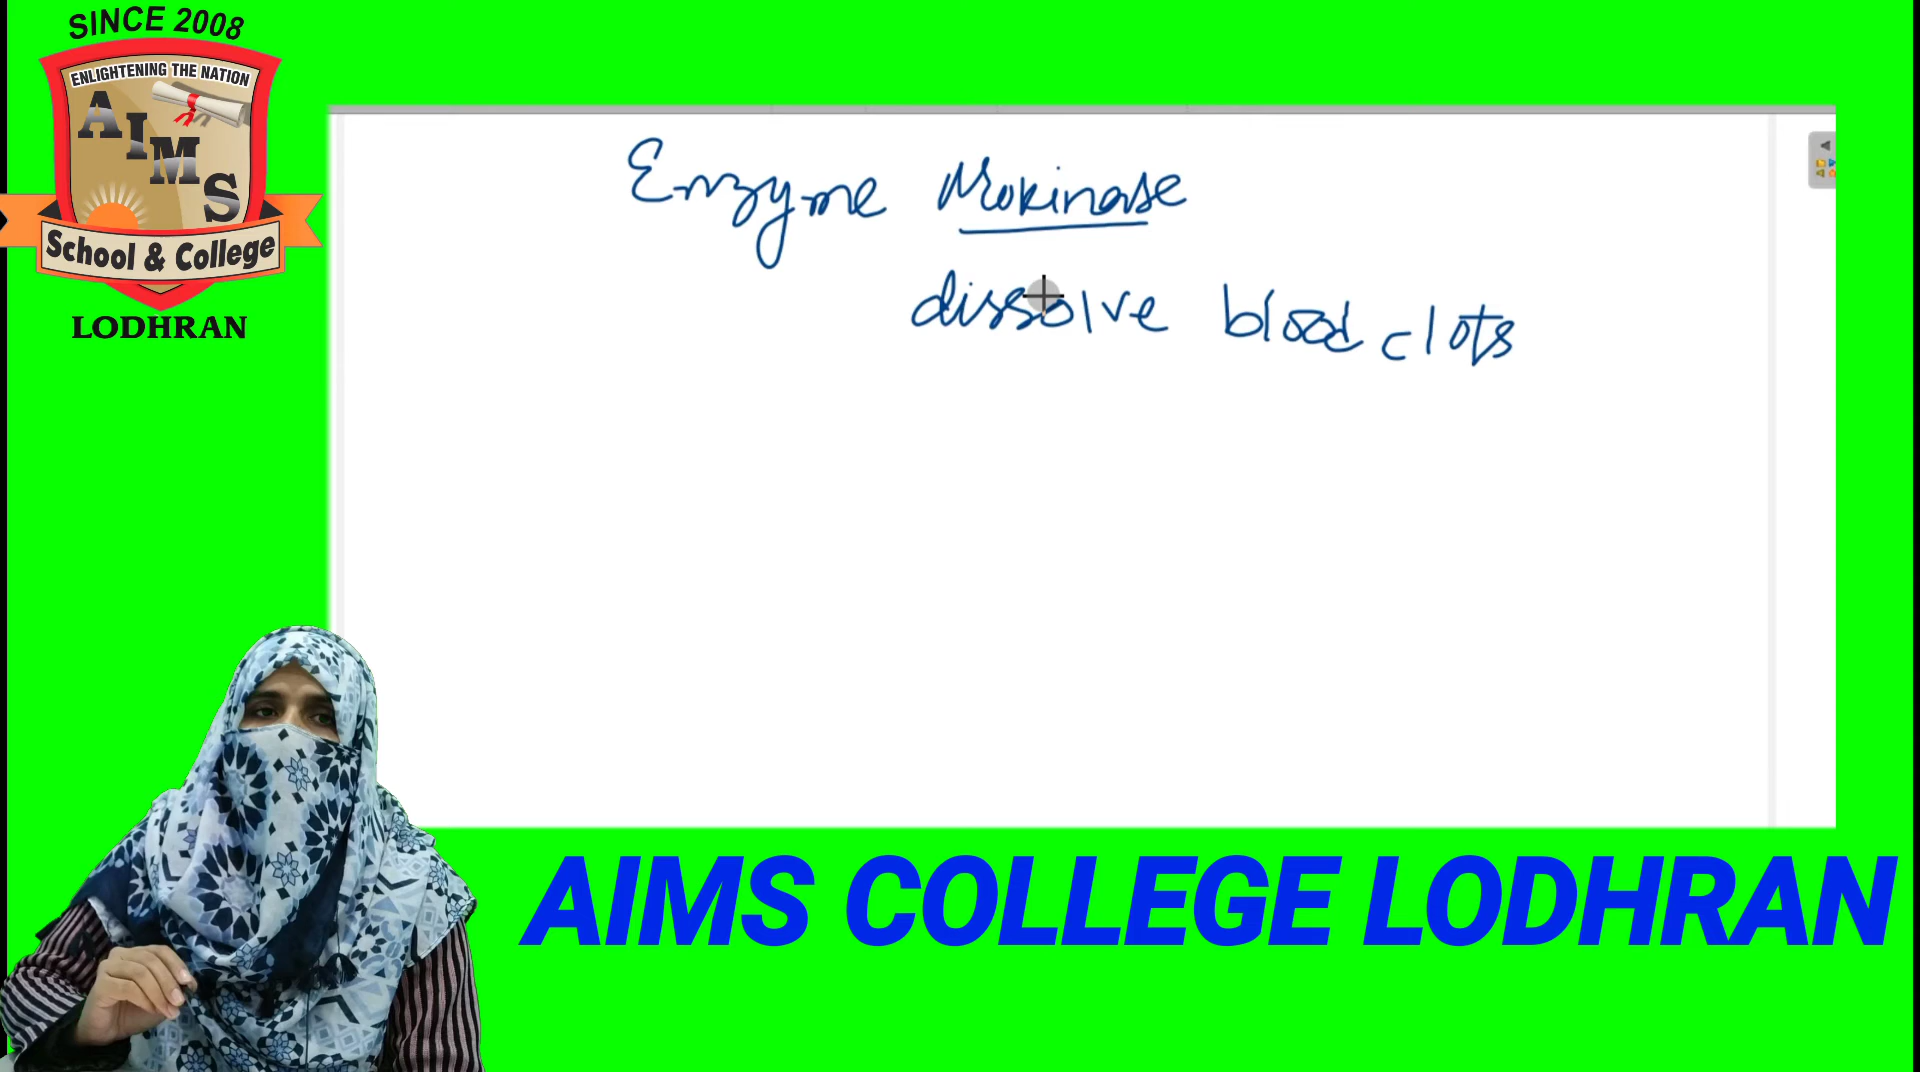 SINCE 2008
ENLIGHTENING THE NATION
AIMS
School & College
LODHRAN
Enzyme Urokinase
dissolve blood clots
AIMS COLLEGE LODHRAN